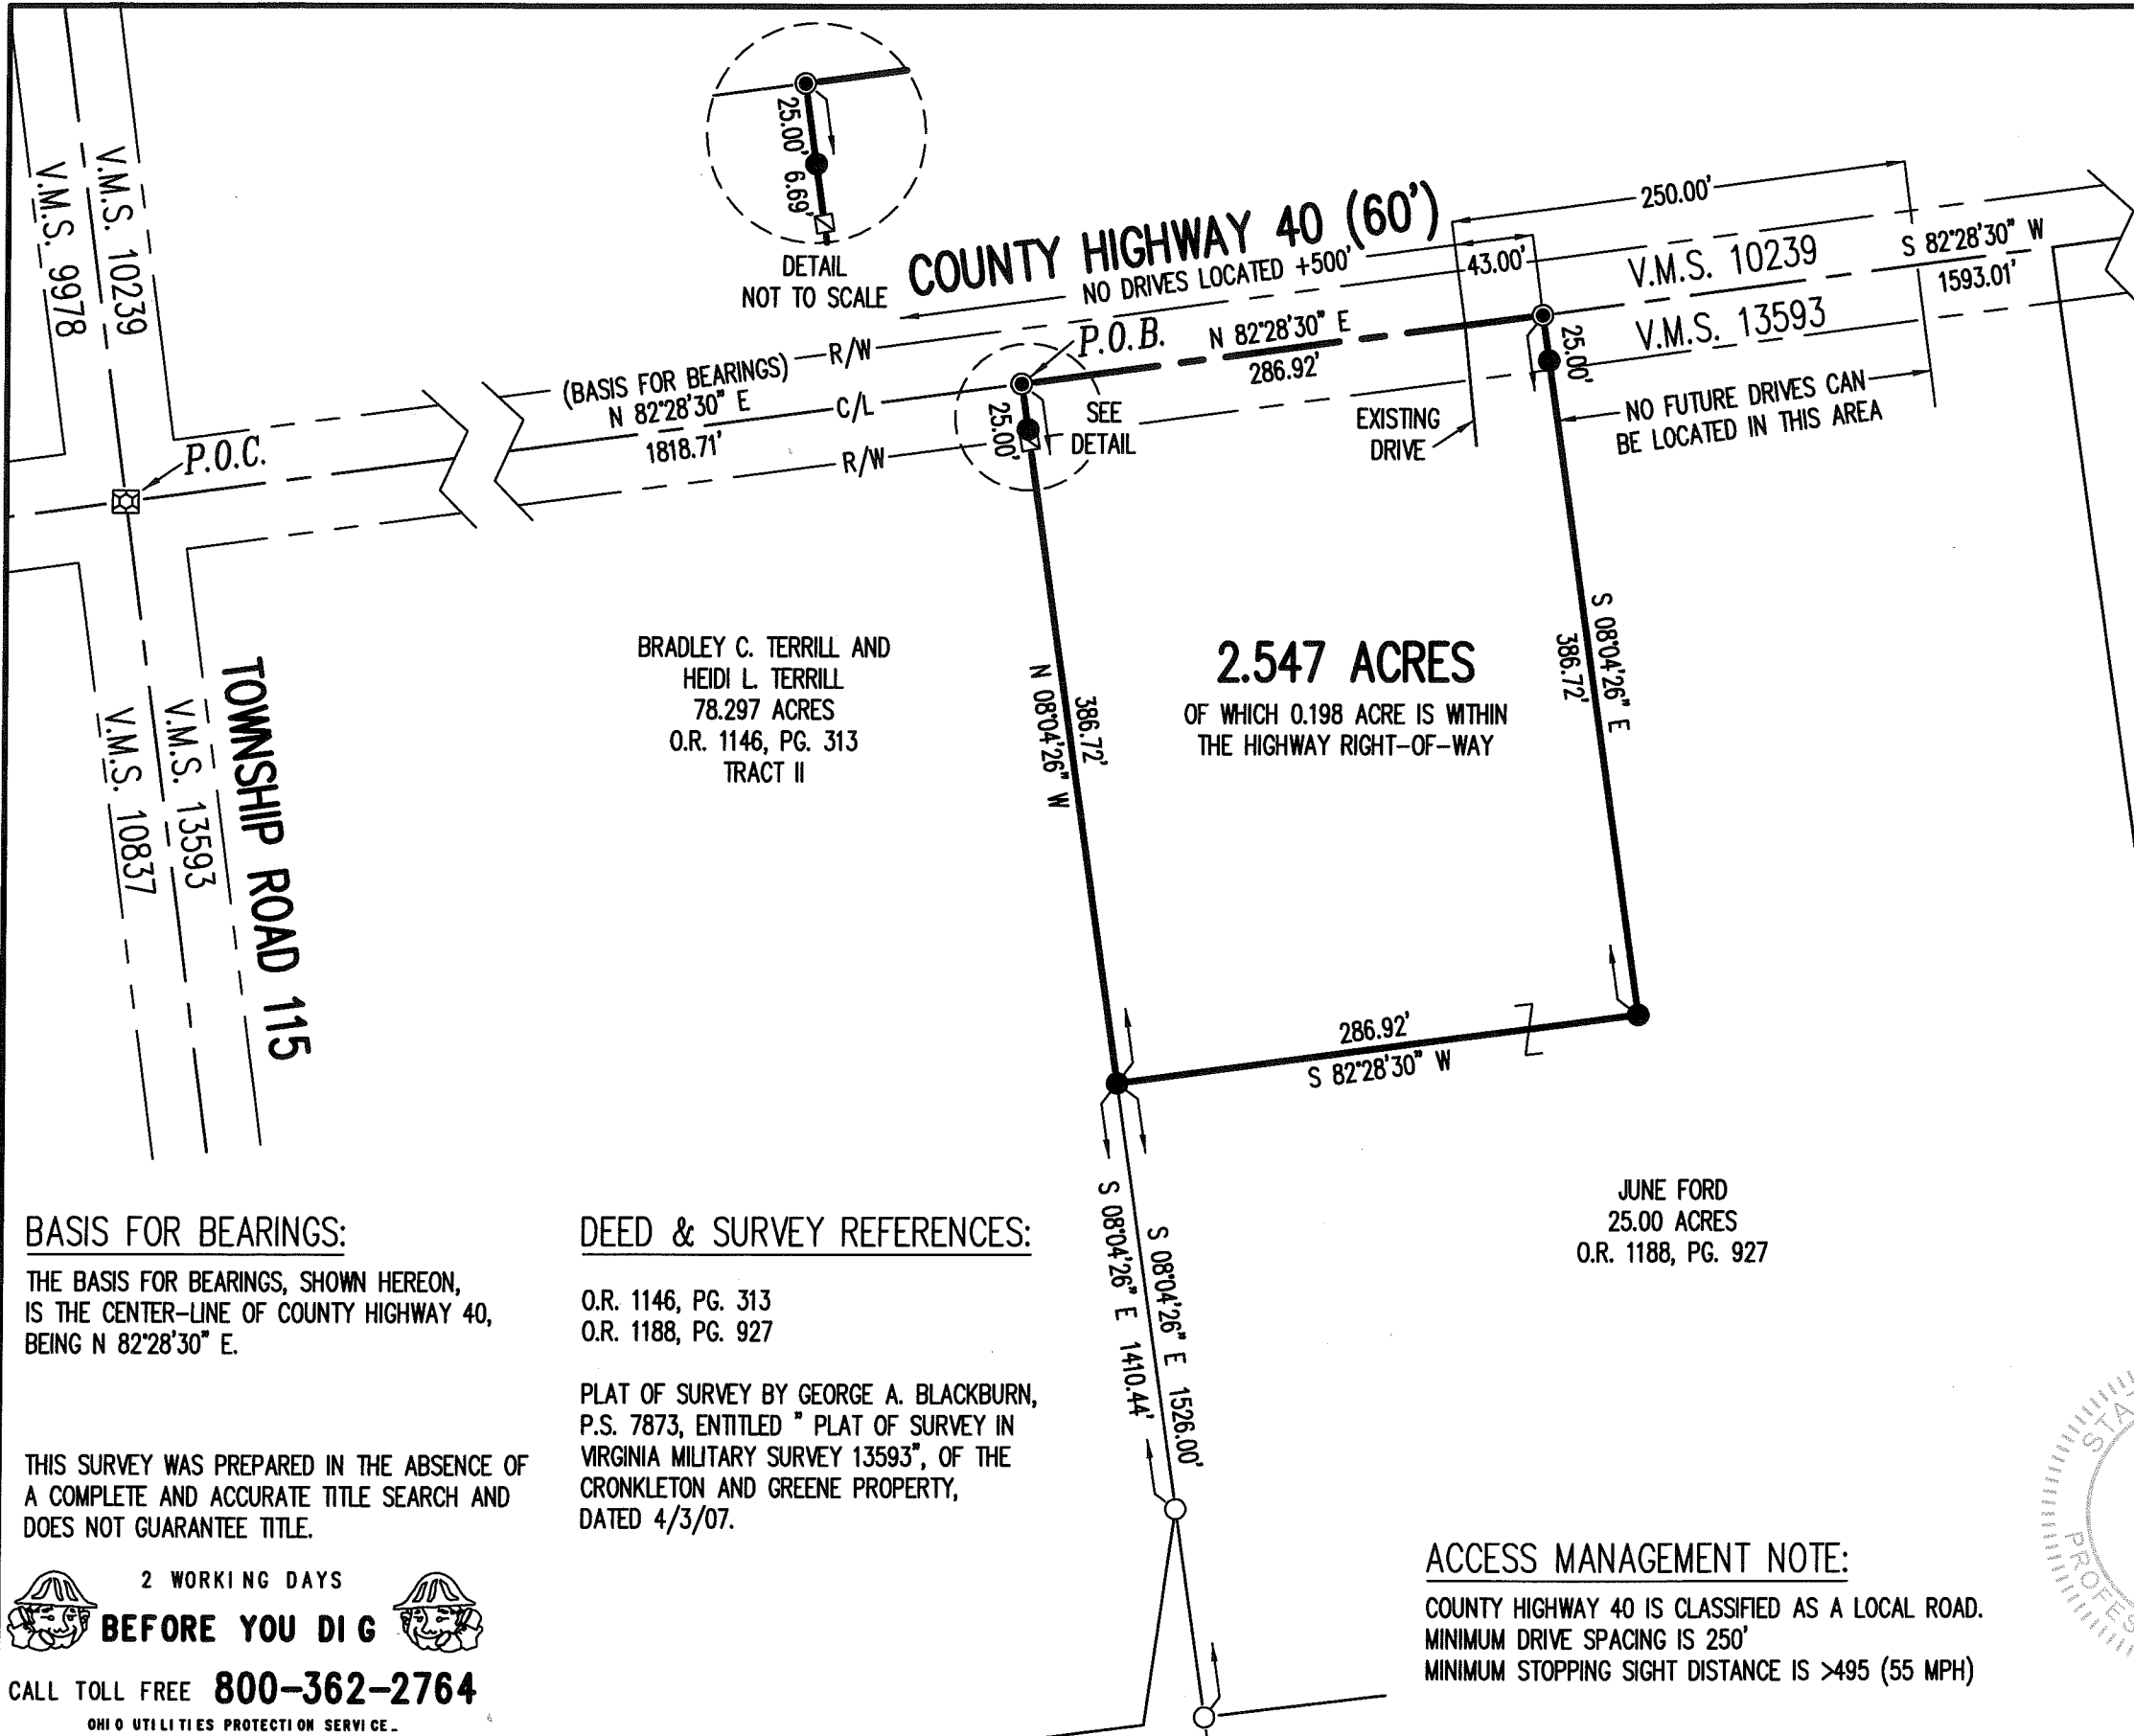 25.00'
6.69'
DETAIL
NOT TO SCALE
COUNTY HIGHWAY 40 (60')
NO DRIVES LOCATED +500'
43.00'
250.00'
V.M.S. 10239
V.M.S. 13593
S 82°28'30" W
1593.01'
V.M.S. 9978
V.M.S. 10239
(BASIS FOR BEARINGS)
N 82°28'30" E
1818.71'
R/W
C/L
R/W
P.O.C.
P.O.B.
N 82°28'30" E
286.92'
25.00'
SEE
DETAIL
25.00'
EXISTING
DRIVE
NO FUTURE DRIVES CAN
BE LOCATED IN THIS AREA
TOWNSHIP ROAD 115
V.M.S. 13593
V.M.S. 10837
BRADLEY C. TERRILL AND
HEIDI L. TERRILL
78.297 ACRES
O.R. 1146, PG. 313
TRACT II
386.72'
N 08°04'26" W
2.547 ACRES
OF WHICH 0.198 ACRE IS WITHIN
THE HIGHWAY RIGHT-OF-WAY
S 08°04'26" E
386.72'
286.92'
S 82°28'30" W
S 08°04'26" E 1526.00'
S 08°04'26" E 1410.44'
JUNE FORD
25.00 ACRES
O.R. 1188, PG. 927
BASIS FOR BEARINGS:
THE BASIS FOR BEARINGS, SHOWN HEREON,
IS THE CENTER-LINE OF COUNTY HIGHWAY 40,
BEING N 82°28'30" E.
THIS SURVEY WAS PREPARED IN THE ABSENCE OF
A COMPLETE AND ACCURATE TITLE SEARCH AND
DOES NOT GUARANTEE TITLE.
2 WORKING DAYS
BEFORE YOU DIG
CALL TOLL FREE 800-362-2764
OHIO UTILITIES PROTECTION SERVICE
DEED & SURVEY REFERENCES:
O.R. 1146, PG. 313
O.R. 1188, PG. 927
PLAT OF SURVEY BY GEORGE A. BLACKBURN,
P.S. 7873, ENTITLED " PLAT OF SURVEY IN
VIRGINIA MILITARY SURVEY 13593", OF THE
CRONKLETON AND GREENE PROPERTY,
DATED 4/3/07.
ACCESS MANAGEMENT NOTE:
COUNTY HIGHWAY 40 IS CLASSIFIED AS A LOCAL ROAD.
MINIMUM DRIVE SPACING IS 250'
MINIMUM STOPPING SIGHT DISTANCE IS >495 (55 MPH)